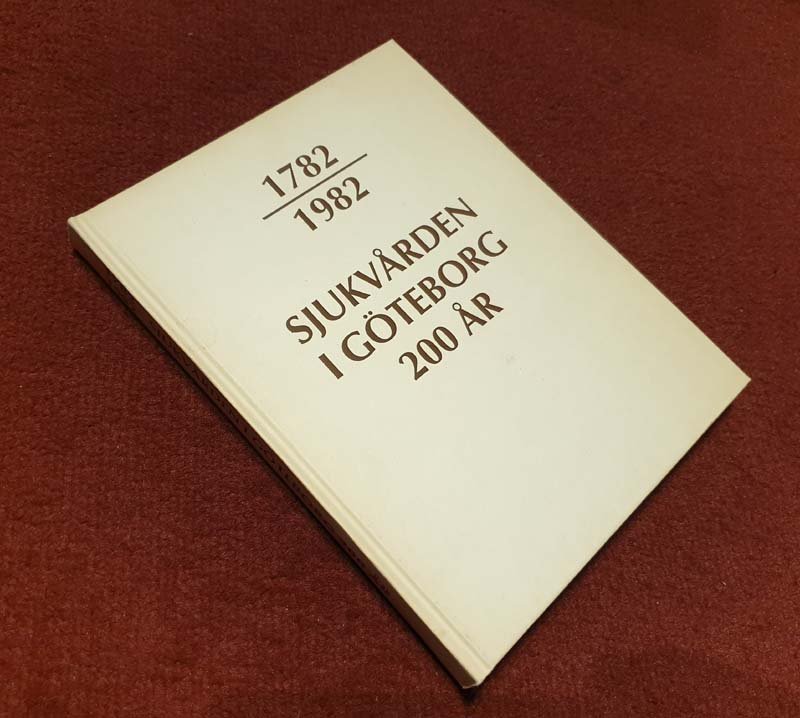 1782
1982
SJUKVÅRDEN
I GÖTEBORG
200 ÅR